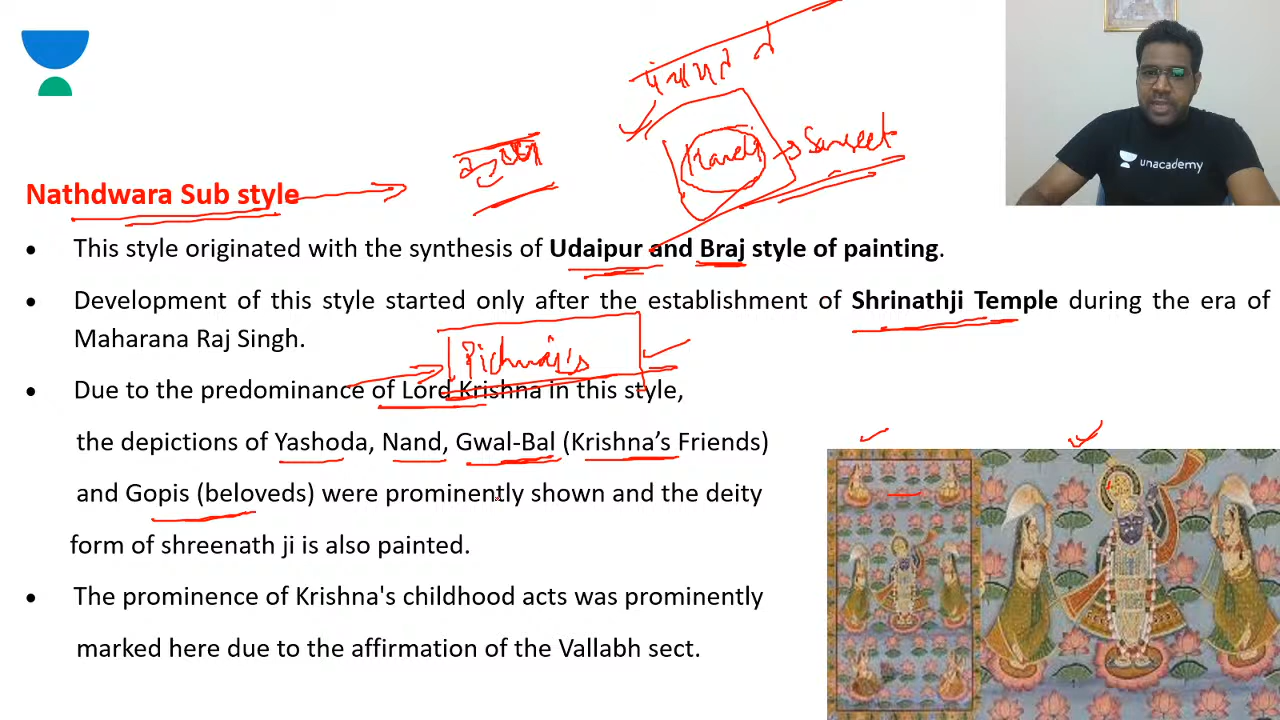 unacademy
Nathdwara Sub style
• This style originated with the synthesis of Udaipur and Braj style of painting.
• Development of this style started only after the establishment of Shrinathji Temple during the era of
Maharana Raj Singh.
Pichwai's
• Due to the predominance of Lord Krishna in this style,
the depictions of Yashoda, Nand, Gwal-Bal (Krishna’s Friends)
and Gopis (beloveds) were prominently shown and the deity
form of shreenath ji is also painted.
• The prominence of Krishna's childhood acts was prominently
marked here due to the affirmation of the Vallabh sect.